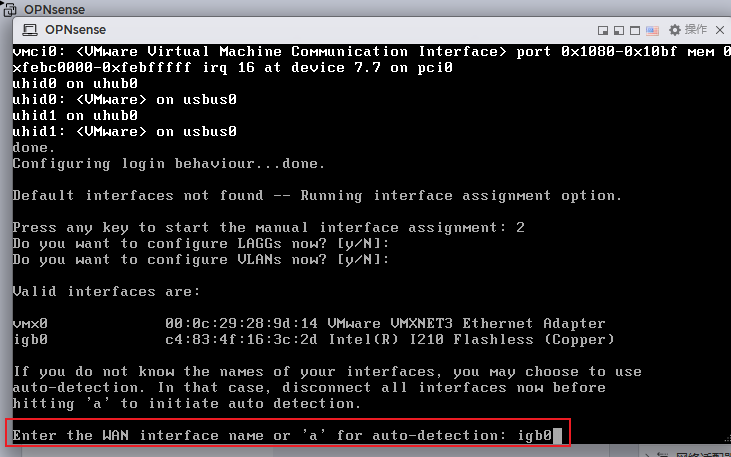 OPNsense
OPNsense
操作
vmci0: <VMware Virtual Machine Communication Interface> port 0x1080-0x10bf mem 0
xfebc0000-0xfebfffff irq 16 at device 7.7 on pci0
uhid0 on uhub0
uhid0: <VMware> on usbus0
uhid1 on uhub0
uhid1: <VMware> on usbus0
done.
Configuring login behaviour...done.
Default interfaces not found -- Running interface assignment option.
Press any key to start the manual interface assignment: 2
Do you want to configure LAGGs now? [y/N]:
Do you want to configure VLANs now? [y/N]:
Valid interfaces are:
vmx0 00:0c:29:28:9d:14 VMware VMXNET3 Ethernet Adapter
igb0 c4:83:4f:16:3c:2d Intel(R) I210 Flashless (Copper)
If you do not know the names of your interfaces, you may choose to use
auto-detection. In that case, disconnect all interfaces now before
hitting 'a' to initiate auto detection.
Enter the WAN interface name or 'a' for auto-detection: igb0
网络适配器